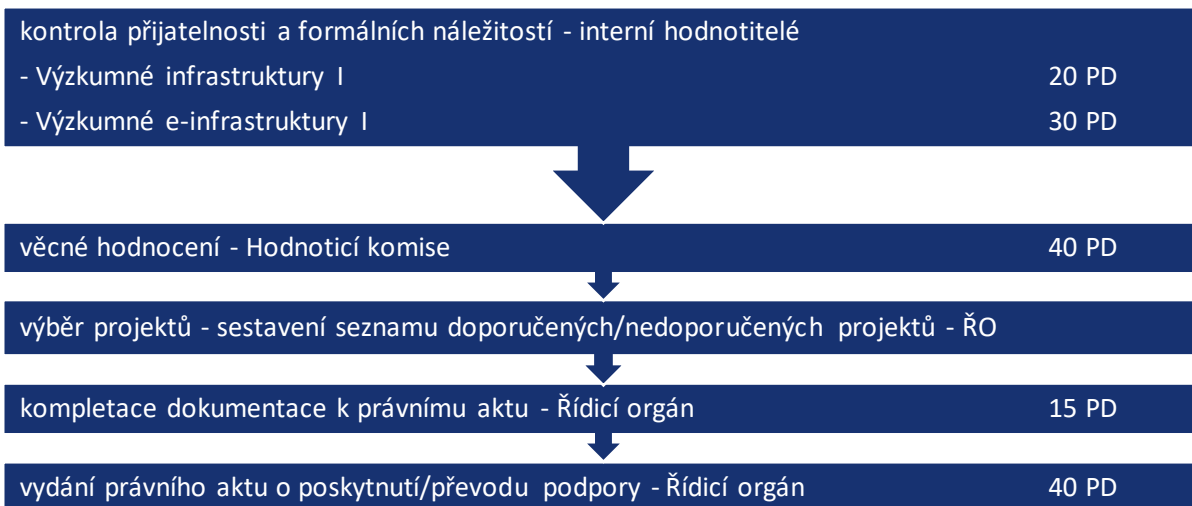 kontrola přijatelnosti a formálních náležitostí - interní hodnotitelé
- Výzkumné infrastruktury I 20 PD
- Výzkumné e-infrastruktury I 30 PD
věcné hodnocení - Hodnoticí komise 40 PD
výběr projektů - sestavení seznamu doporučených/nedoporučených projektů - ŘO
kompletace dokumentace k právnímu aktu - Řídicí orgán 15 PD
vydání právního aktu o poskytnutí/převodu podpory - Řídicí orgán 40 PD